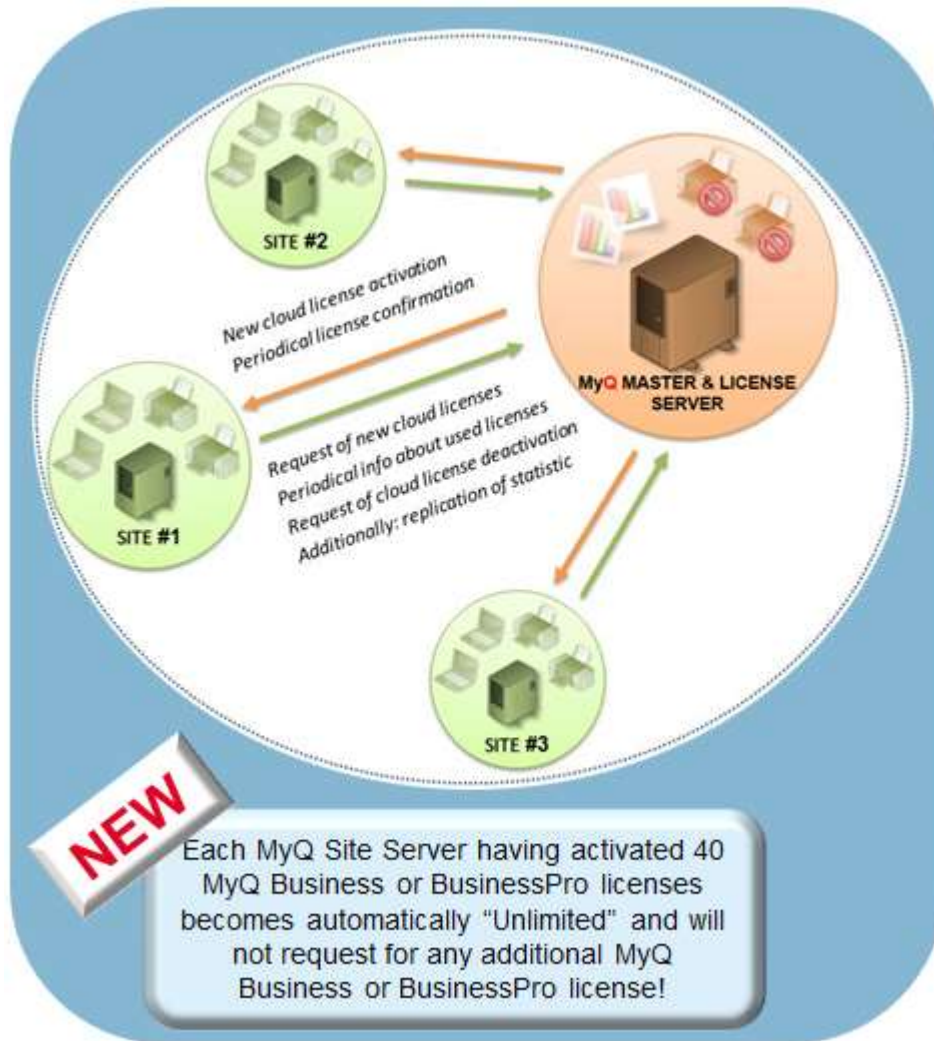 SITE #2
New cloud license activation
Periodical license confirmation
MyQ MASTER & LICENSE
SERVER
SITE #1
Request of new cloud licenses
Periodical info about used licenses
Request of cloud license deactivation
Additionally: replication of statistic
SITE #3
NEW
Each MyQ Site Server having activated 40
MyQ Business or BusinessPro licenses
becomes automatically “Unlimited” and will
not request for any additional MyQ
Business or BusinessPro license!